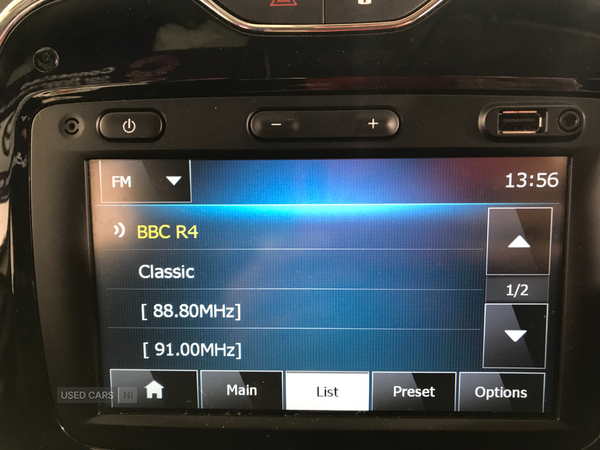 FM
13:56
BBC R4
Classic
1/2
[ 88.80MHz]
[ 91.00MHz]
Main
List
Preset
Options
USED CARS NI